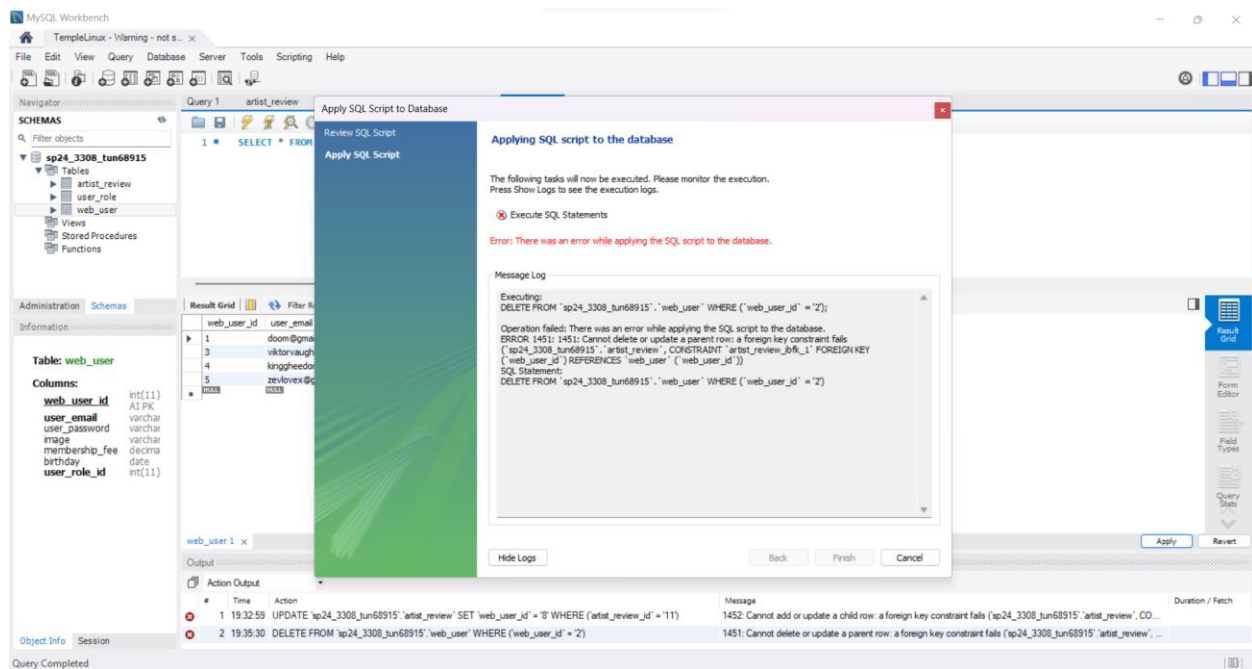 MySQL Workbench
TempleLinux - Warning - not s...
File Edit View Query Database Server Tools Scripting Help
Navigator
SCHEMAS
Filter objects
sp24_3308_tun68915
Tables
artist_review
user_role
web_user
Views
Stored Procedures
Functions
Administration Schemas
Information
Table: web_user
Columns:
web_user_id int(11)
AI PK
user_email varchar
user_password varchar
image varchar
membership_fee decima
birthday date
user_role_id int(11)
Object Info Session
Query Completed
Query 1 artist_review
1 SELECT * FROM
Result Grid Filter R
web_user_id user_email
1 doom@gmai
3 viktorvaugh
4 kinggheedor
5 zevlovex@g
NULL NULL
web_user 1
Apply SQL Script to Database
Review SQL Script
Apply SQL Script
Applying SQL script to the database
The following tasks will now be executed. Please monitor the execution.
Press Show Logs to see the execution logs.
Execute SQL Statements
Error: There was an error while applying the SQL script to the database.
Message Log
Executing:
DELETE FROM `sp24_3308_tun68915`.`web_user` WHERE (`web_user_id` = '2');
Operation failed: There was an error while applying the SQL script to the database.
ERROR 1451: 1451: Cannot delete or update a parent row: a foreign key constraint fails
(`sp24_3308_tun68915`.`artist_review`, CONSTRAINT `artist_review_ibfk_1` FOREIGN KEY
(`web_user_id`) REFERENCES `web_user` (`web_user_id`))
SQL Statement:
DELETE FROM `sp24_3308_tun68915`.`web_user` WHERE (`web_user_id` = '2')
Hide Logs Back Finish Cancel
Result
Grid
Form
Editor
Field
Types
Query
Stats
Apply Revert
Output
Action Output
# Time Action Message Duration / Fetch
1 19:32:59 UPDATE `sp24_3308_tun68915`.`artist_review` SET `web_user_id` = '8' WHERE (`artist_review_id` = '11') 1452: Cannot add or update a child row: a foreign key constraint fails (`sp24_3308_tun68915`.`artist_review`, CO...
2 19:35:30 DELETE FROM `sp24_3308_tun68915`.`web_user` WHERE (`web_user_id` = '2') 1451: Cannot delete or update a parent row: a foreign key constraint fails (`sp24_3308_tun68915`.`artist_review`, ...